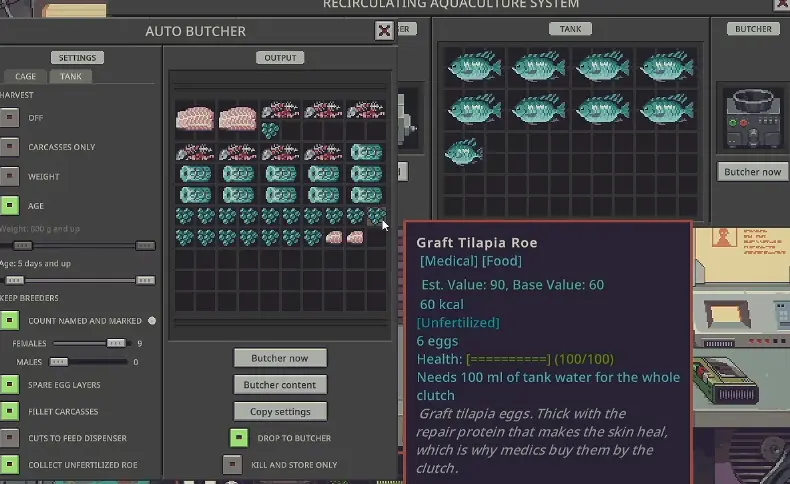 RECIRCULATING AQUACULTURE SYSTEM
AUTO BUTCHER
SETTINGS
OUTPUT
TANK
BUTCHER
CAGE
TANK
HARVEST
OFF
CARCASSES ONLY
WEIGHT
AGE
Weight: 600 g and up
Age: 5 days and up
KEEP BREEDERS
COUNT NAMED AND MARKED
FEMALES
9
MALES
0
SPARE EGG LAYERS
FILLET CARCASSES
CUTS TO FEED DISPENSER
COLLECT UNFERTILIZED ROE
Butcher now
Butcher content
Copy settings
DROP TO BUTCHER
KILL AND STORE ONLY
Butcher now
Graft Tilapia Roe
[Medical] [Food]
Est. Value: 90, Base Value: 60
60 kcal
[Unfertilized]
6 eggs
Health: [==========] (100/100)
Needs 100 ml of tank water for the whole
clutch
Graft tilapia eggs. Thick with the
repair protein that makes the skin heal,
which is why medics buy them by the
clutch.